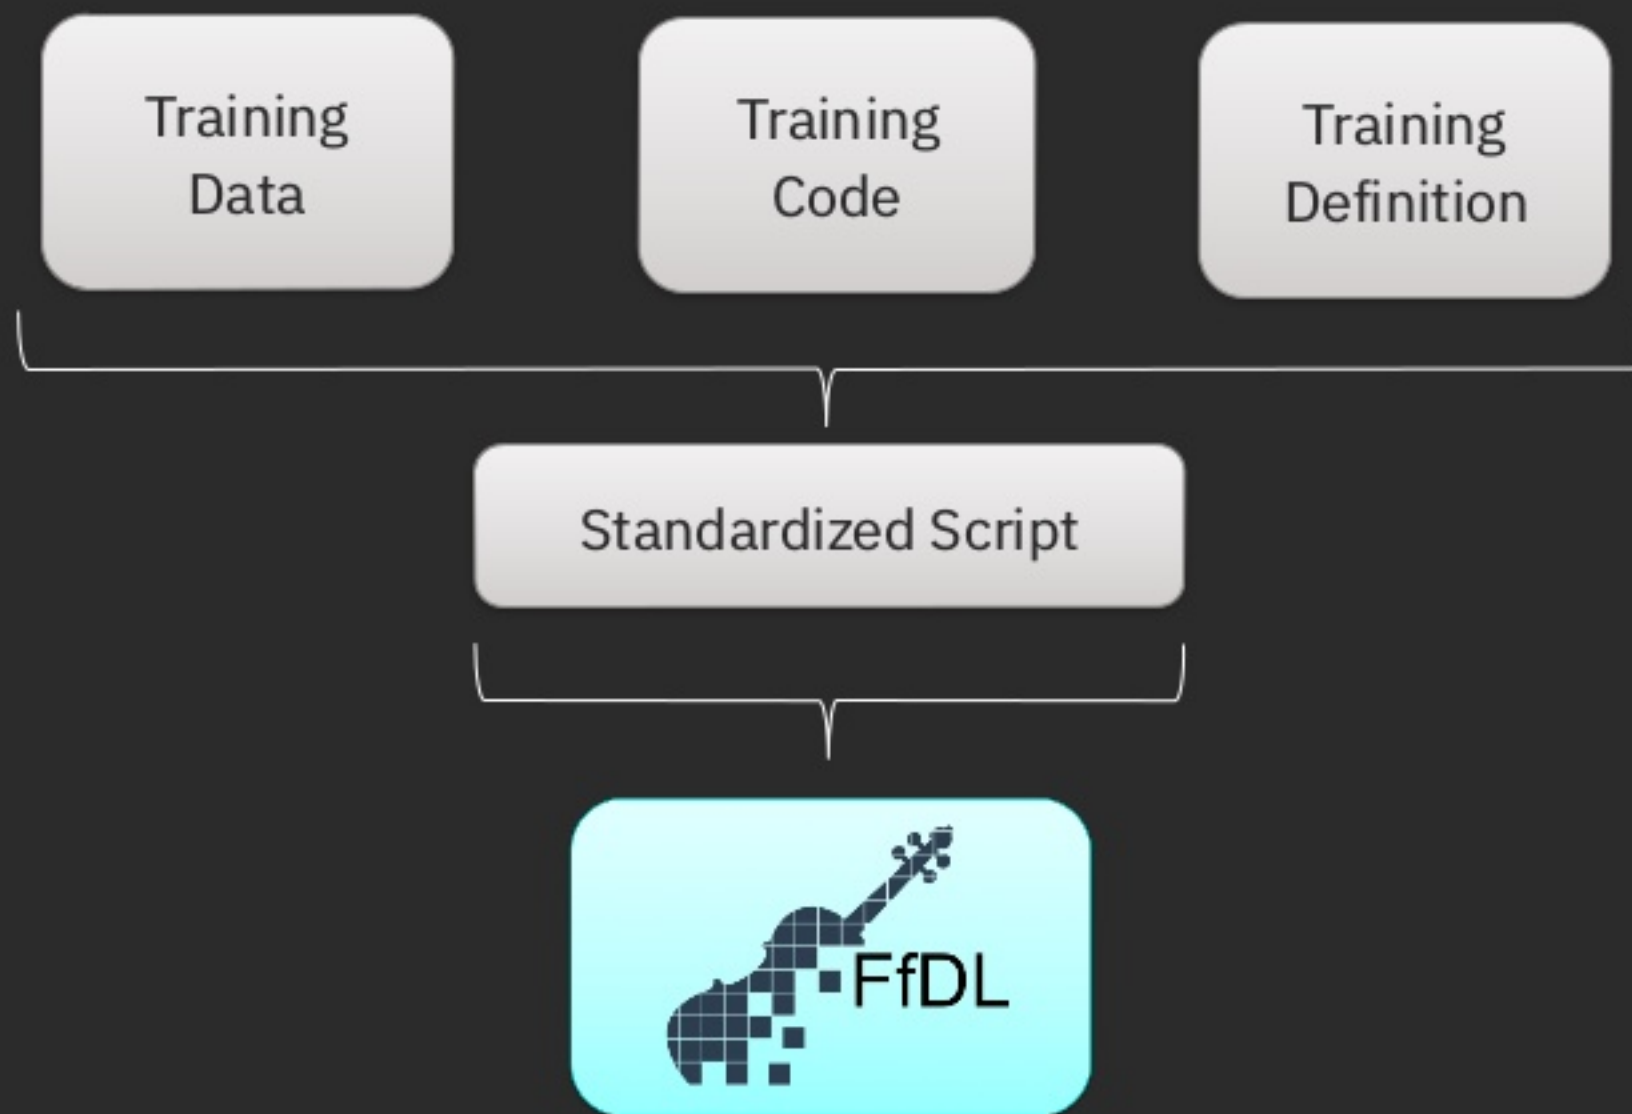 Training
Data
Training
Code
Training
Definition
Standardized Script
FfDL